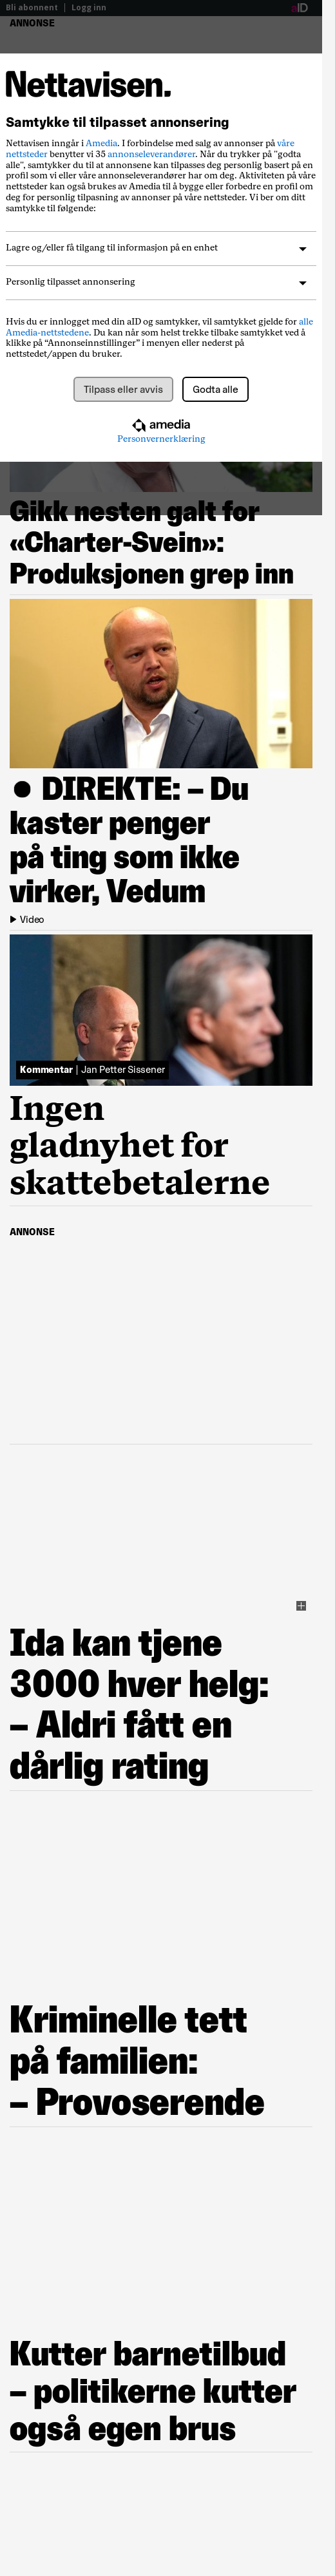 Bli abonnent | Logg inn aID
ANNONSE
Nettavisen.
Samtykke til tilpasset annonsering
Nettavisen inngår i Amedia. I forbindelse med salg av annonser på våre
nettsteder benytter vi 35 annonseleverandører. Når du trykker på "godta
alle", samtykker du til at annonsene kan tilpasses deg personlig basert på en
profil som vi eller våre annonseleverandører har om deg. Aktiviteten på våre
nettsteder kan også brukes av Amedia til å bygge eller forbedre en profil om
deg for personlig tilpasning av annonser på våre nettsteder. Vi ber om ditt
samtykke til følgende:
Lagre og/eller få tilgang til informasjon på en enhet
Personlig tilpasset annonsering
Hvis du er innlogget med din aID og samtykker, vil samtykket gjelde for alle
Amedia-nettstedene. Du kan når som helst trekke tilbake samtykket ved å
klikke på “Annonseinnstillinger” i menyen eller nederst på
nettstedet/appen du bruker.
Tilpass eller avvis Godta alle
amedia
Personvernerklæring
Gikk nesten galt for
«Charter-Svein»:
Produksjonen grep inn
● DIREKTE: – Du
kaster penger
på ting som ikke
virker, Vedum
Video
Kommentar | Jan Petter Sissener
Ingen
gladnyhet for
skattebetalerne
ANNONSE
Ida kan tjene
3000 hver helg:
– Aldri fått en
dårlig rating
Kriminelle tett
på familien:
– Provoserende
Kutter barnetilbud
– politikerne kutter
også egen brus